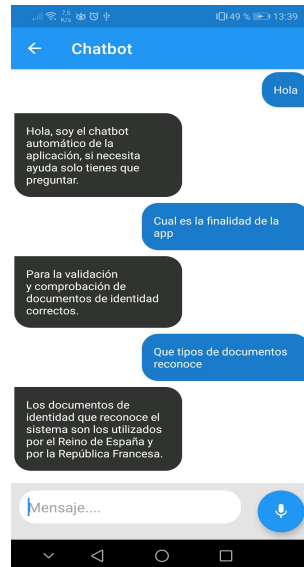 7,5
K/s
49 %
13:39
Chatbot
Hola
Hola, soy el chatbot
automático de la
aplicación, si necesita
ayuda solo tienes que
preguntar.
Cual es la finalidad de la
app
Para la validación
y comprobación de
documentos de identidad
correctos.
Que tipos de documentos
reconoce
Los documentos de
identidad que reconoce el
sistema son los utilizados
por el Reino de España y
por la República Francesa.
Mensaje....